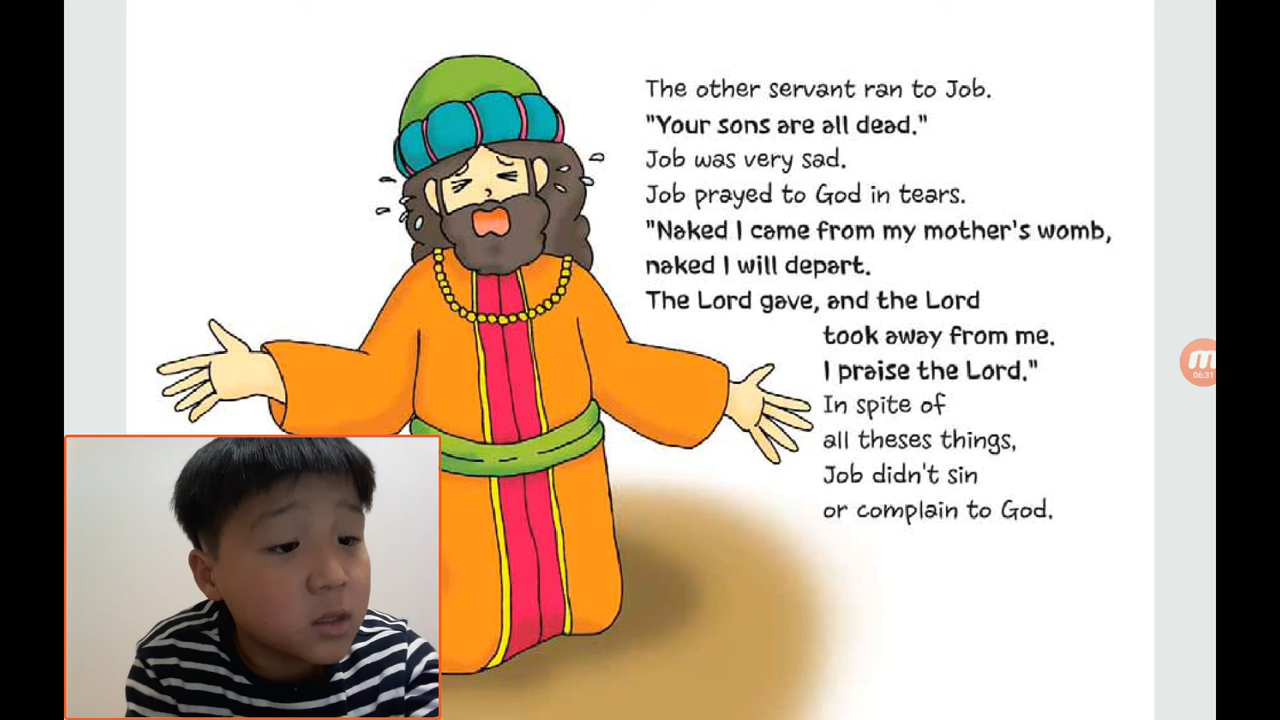 The other servant ran to Job.
"Your sons are all dead."
Job was very sad.
Job prayed to God in tears.
"Naked I came from my mother's womb,
naked I will depart.
The Lord gave, and the Lord
took away from me.
I praise the Lord."
In spite of
all theses things,
Job didn't sin
or complain to God.
M
06:31